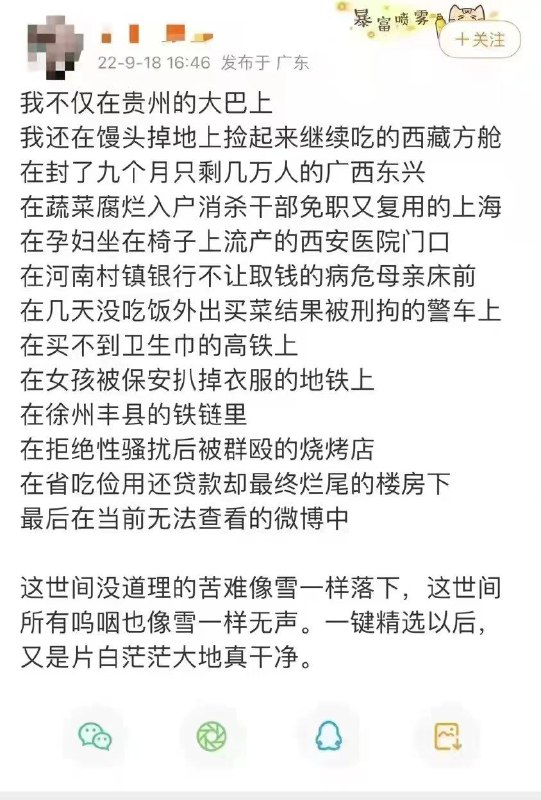 暴富喷雾
+关注
22-9-18 16:46 发布于 广东
我不仅在贵州的大巴上
我还在馒头掉地上捡起来继续吃的西藏方舱
在封了九个月只剩几万人的广西东兴
在蔬菜腐烂入户消杀干部免职又复用的上海
在孕妇坐在椅子上流产的西安医院门口
在河南村镇银行不让取钱的病危母亲床前
在几天没吃饭外出买菜结果被刑拘的警车上
在买不到卫生巾的高铁上
在女孩被保安扒掉衣服的地铁上
在徐州丰县的铁链里
在拒绝性骚扰后被群殴的烧烤店
在省吃俭用还贷款却最终烂尾的楼房下
最后在当前无法查看的微博中
这世间没道理的苦难像雪一样落下，这世间
所有呜咽也像雪一样无声。一键精选以后，
又是片白茫茫大地真干净。